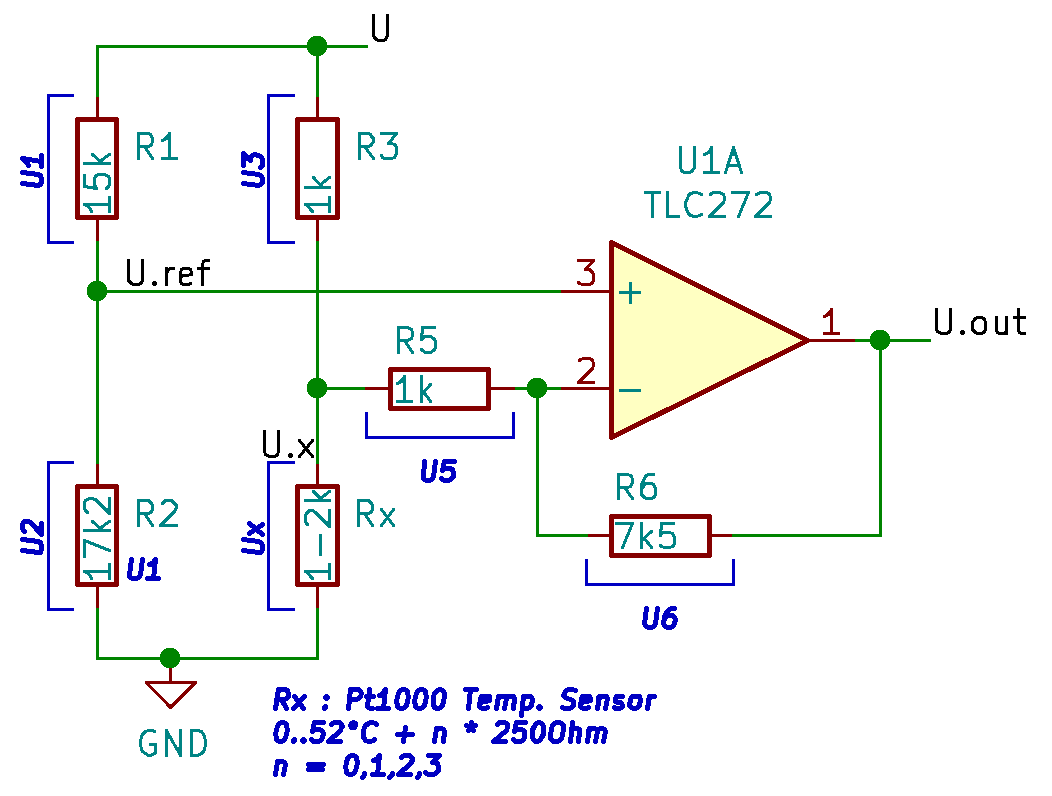 U
U1
15k
R1
U3
1k
R3
U1A
TLC272
U.ref
3
+
1
U.out
R5
1k
2
-
U5
U.x
R6
7k5
U6
U2
17k2
R2
U1
Ux
1-2k
Rx
GND
Rx : Pt1000 Temp. Sensor
0..52°C + n * 250Ohm
n = 0,1,2,3